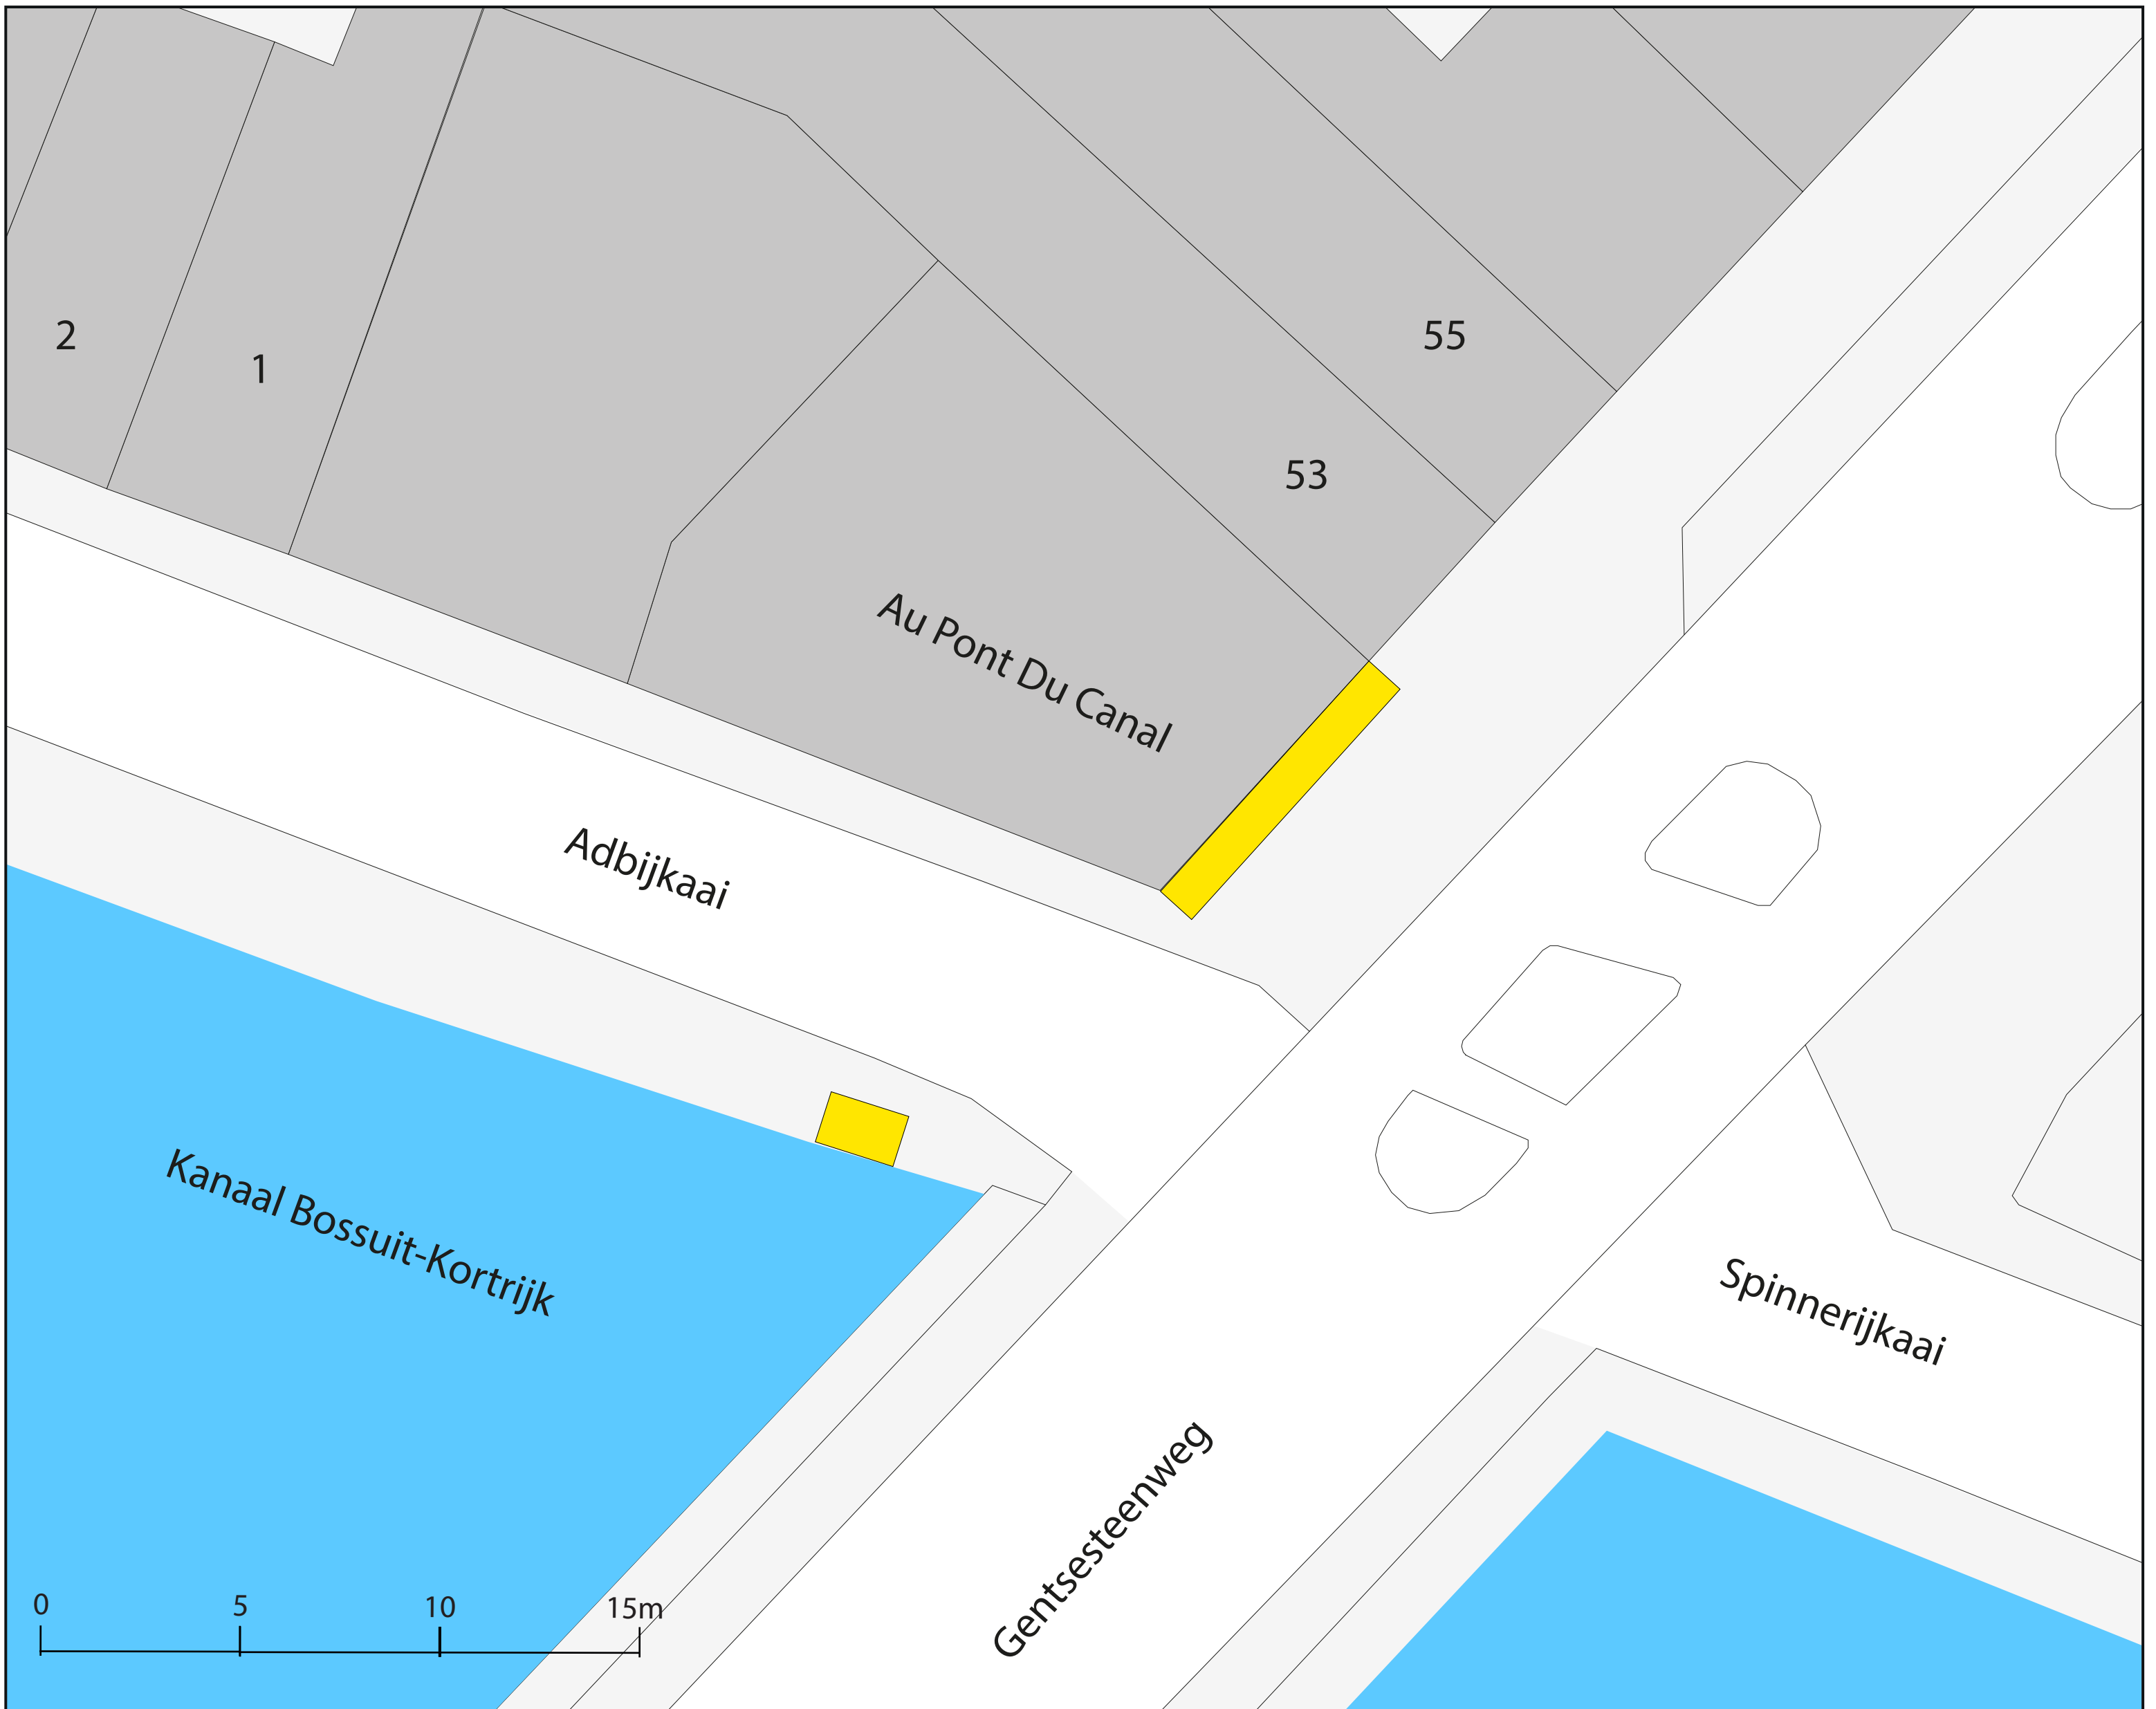 2
1
55
53
Au Pont Du Canal
Adbijkaai
Kanaal Bossuit-Kortrijk
Spinnerijkaai
Gentsesteenweg
0 5 10 15m